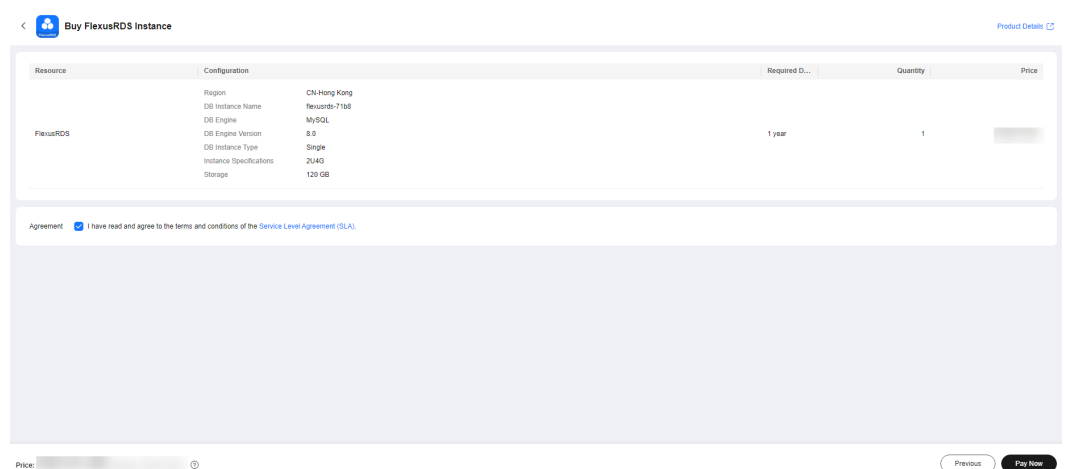 Buy FlexusRDS Instance
Product Details
Resource Configuration Required D... Quantity Price
Region CN-Hong Kong
DB Instance Name flexusrds-71b8
DB Engine MySQL
FlexusRDS DB Engine Version 8.0 1 year 1
DB Instance Type Single
Instance Specifications 2U4G
Storage 120 GB
Agreement I have read and agree to the terms and conditions of the Service Level Agreement (SLA).
Price:
Previous Pay Now